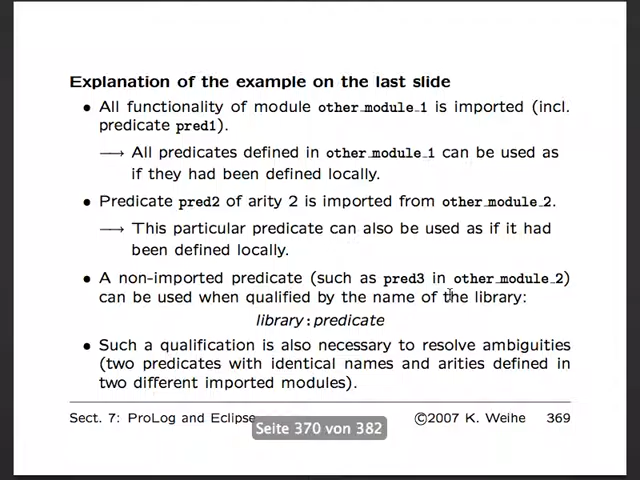 Explanation of the example on the last slide
• All functionality of module other_module_1 is imported (incl.
predicate pred1).
⟶ All predicates defined in other_module_1 can be used as
if they had been defined locally.
• Predicate pred2 of arity 2 is imported from other_module_2.
⟶ This particular predicate can also be used as if it had
been defined locally.
• A non-imported predicate (such as pred3 in other_module_2)
can be used when qualified by the name of the library:
library:predicate
• Such a qualification is also necessary to resolve ambiguities
(two predicates with identical names and arities defined in
two different imported modules).
Sect. 7: ProLog and Eclipse ©2007 K. Weihe 369
Seite 370 von 382